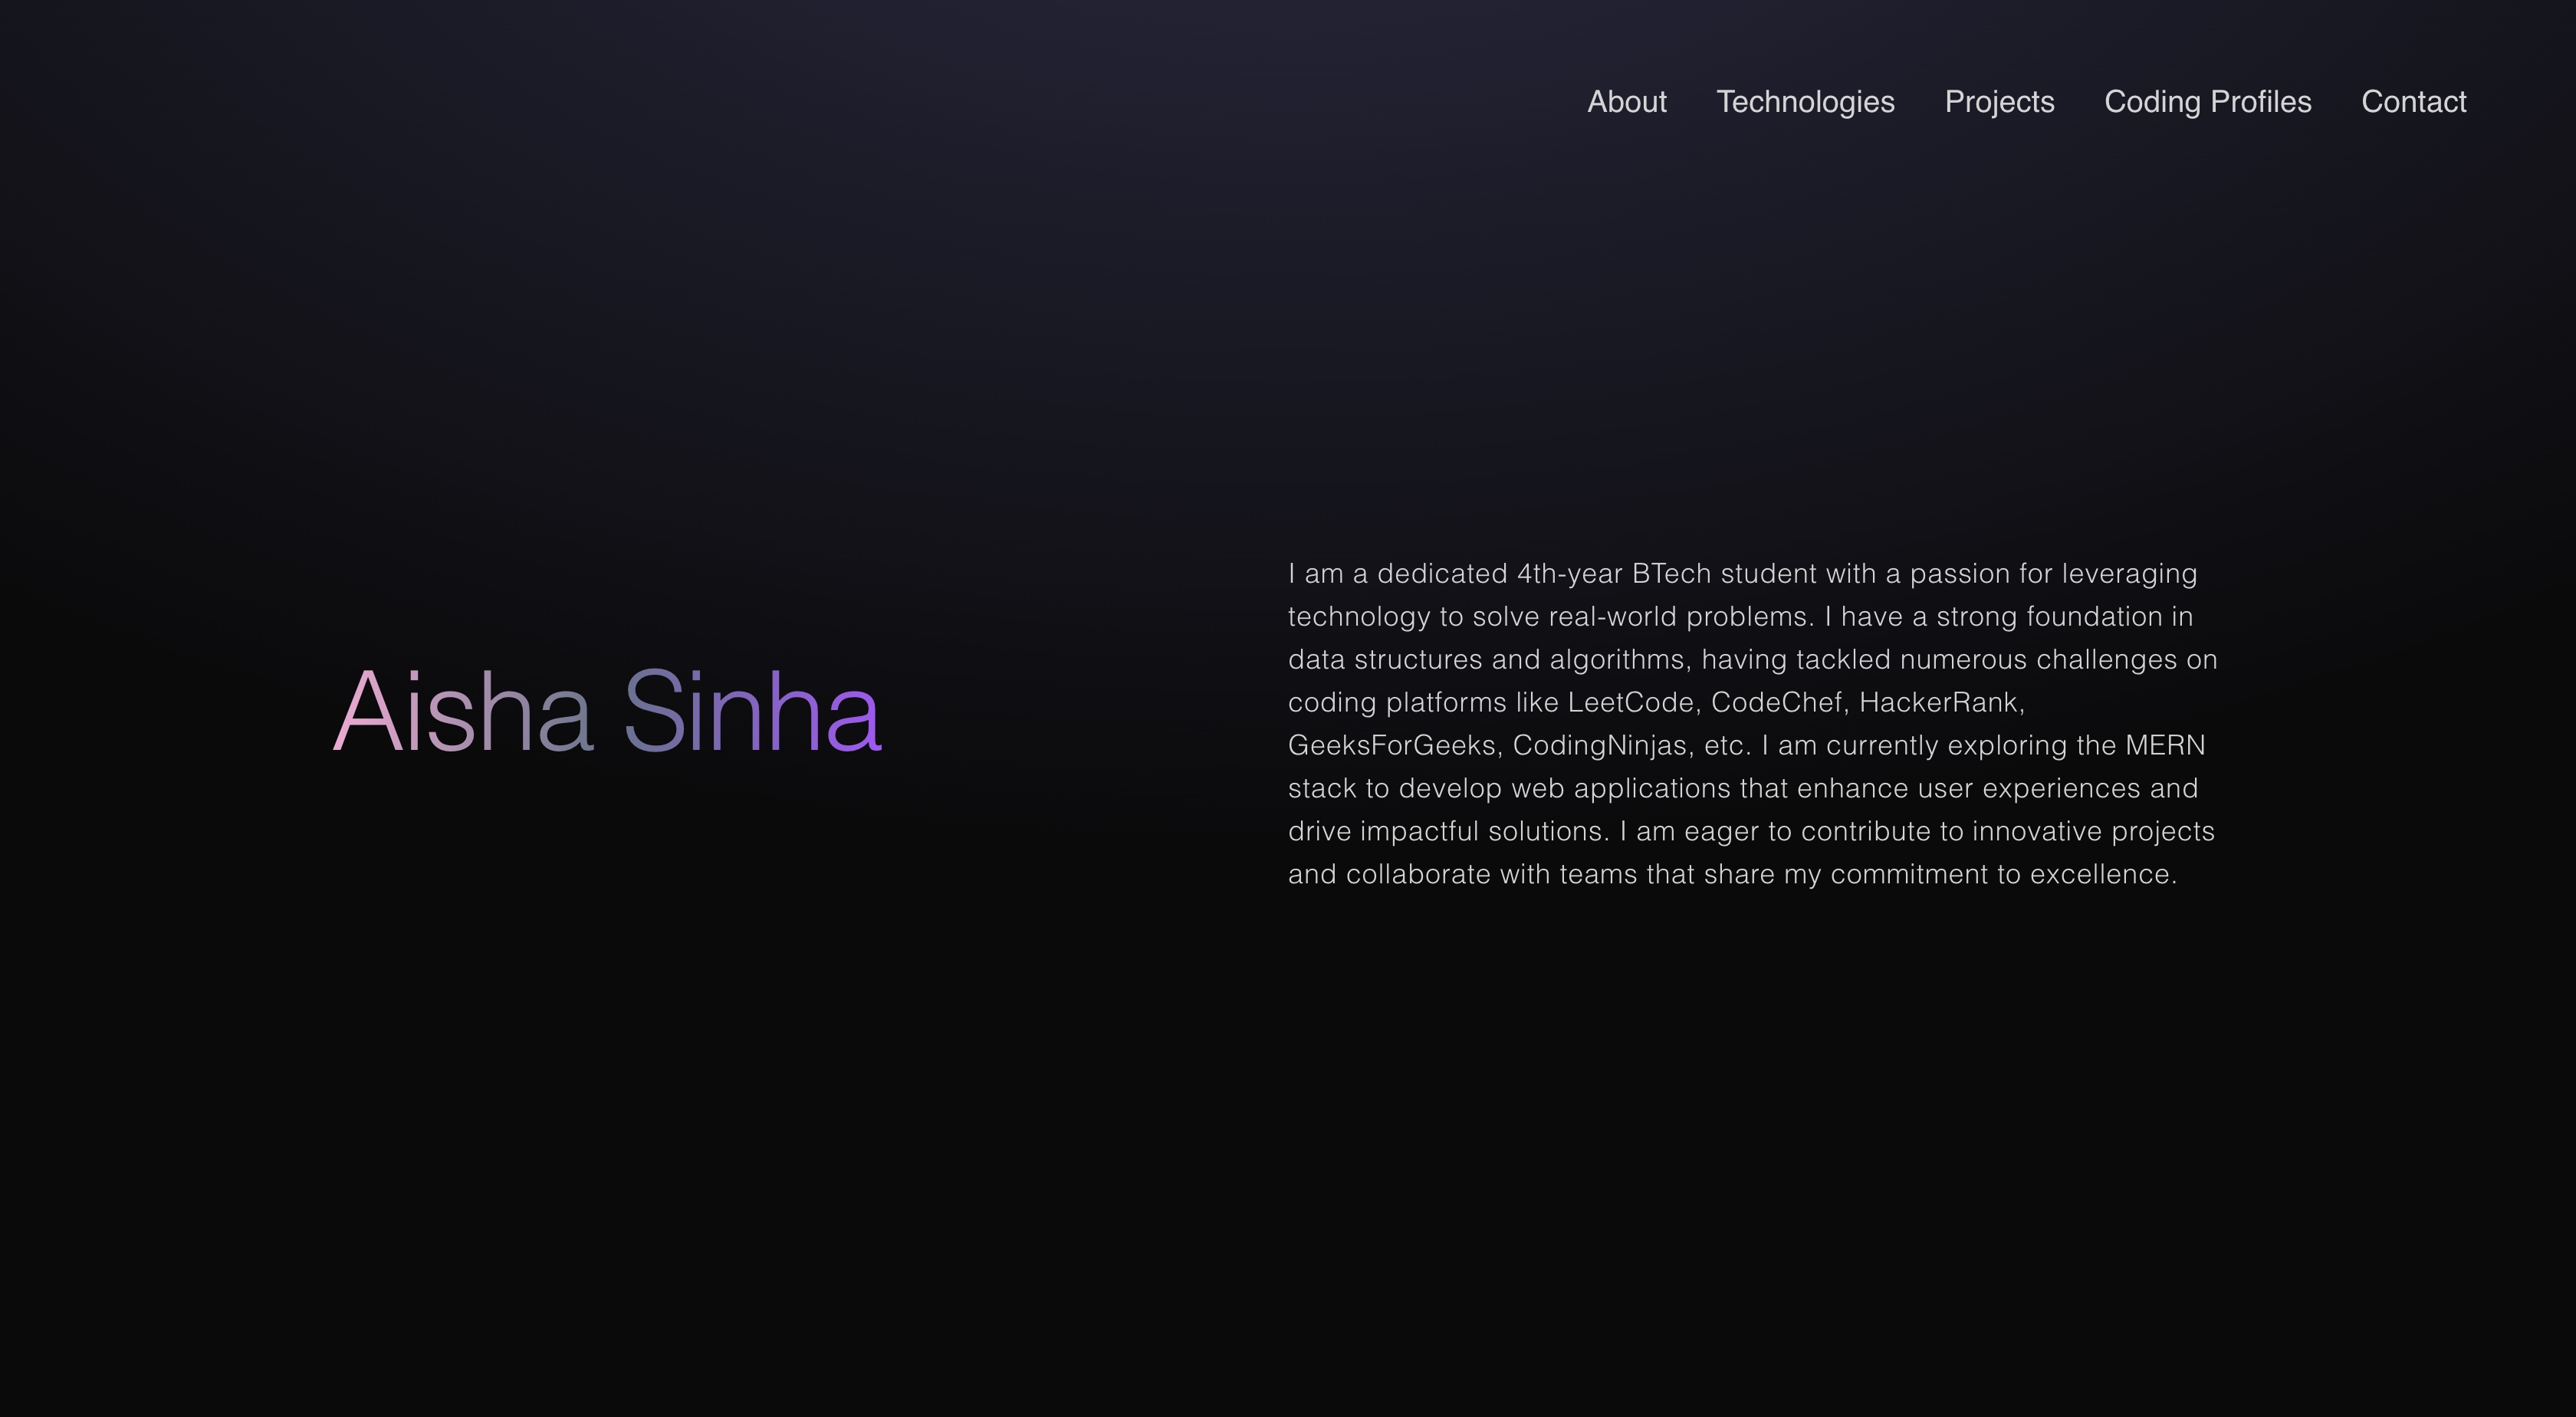 About Technologies Projects Coding Profiles Contact
Aisha Sinha
I am a dedicated 4th-year BTech student with a passion for leveraging
technology to solve real-world problems. I have a strong foundation in
data structures and algorithms, having tackled numerous challenges on
coding platforms like LeetCode, CodeChef, HackerRank,
GeeksForGeeks, CodingNinjas, etc. I am currently exploring the MERN
stack to develop web applications that enhance user experiences and
drive impactful solutions. I am eager to contribute to innovative projects
and collaborate with teams that share my commitment to excellence.